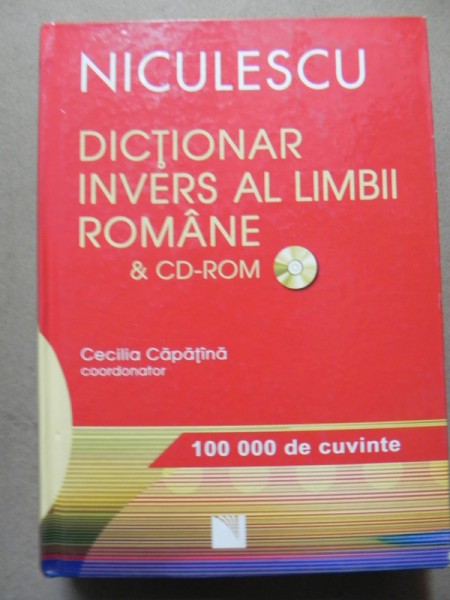 NICULESCU
DICȚIONAR
INVERS AL LIMBII
ROMÂNE
& CD-ROM
Cecilia Căpățînă
coordonator
100 000 de cuvinte